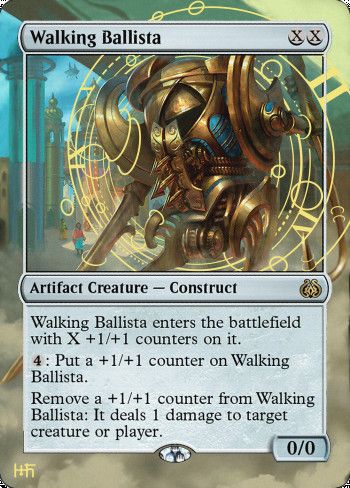 Walking Ballista XX
Artifact Creature — Construct
Walking Ballista enters the battlefield
with X +1/+1 counters on it.
4: Put a +1/+1 counter on Walking
Ballista.
Remove a +1/+1 counter from Walking
Ballista: It deals 1 damage to target
creature or player.
0/0